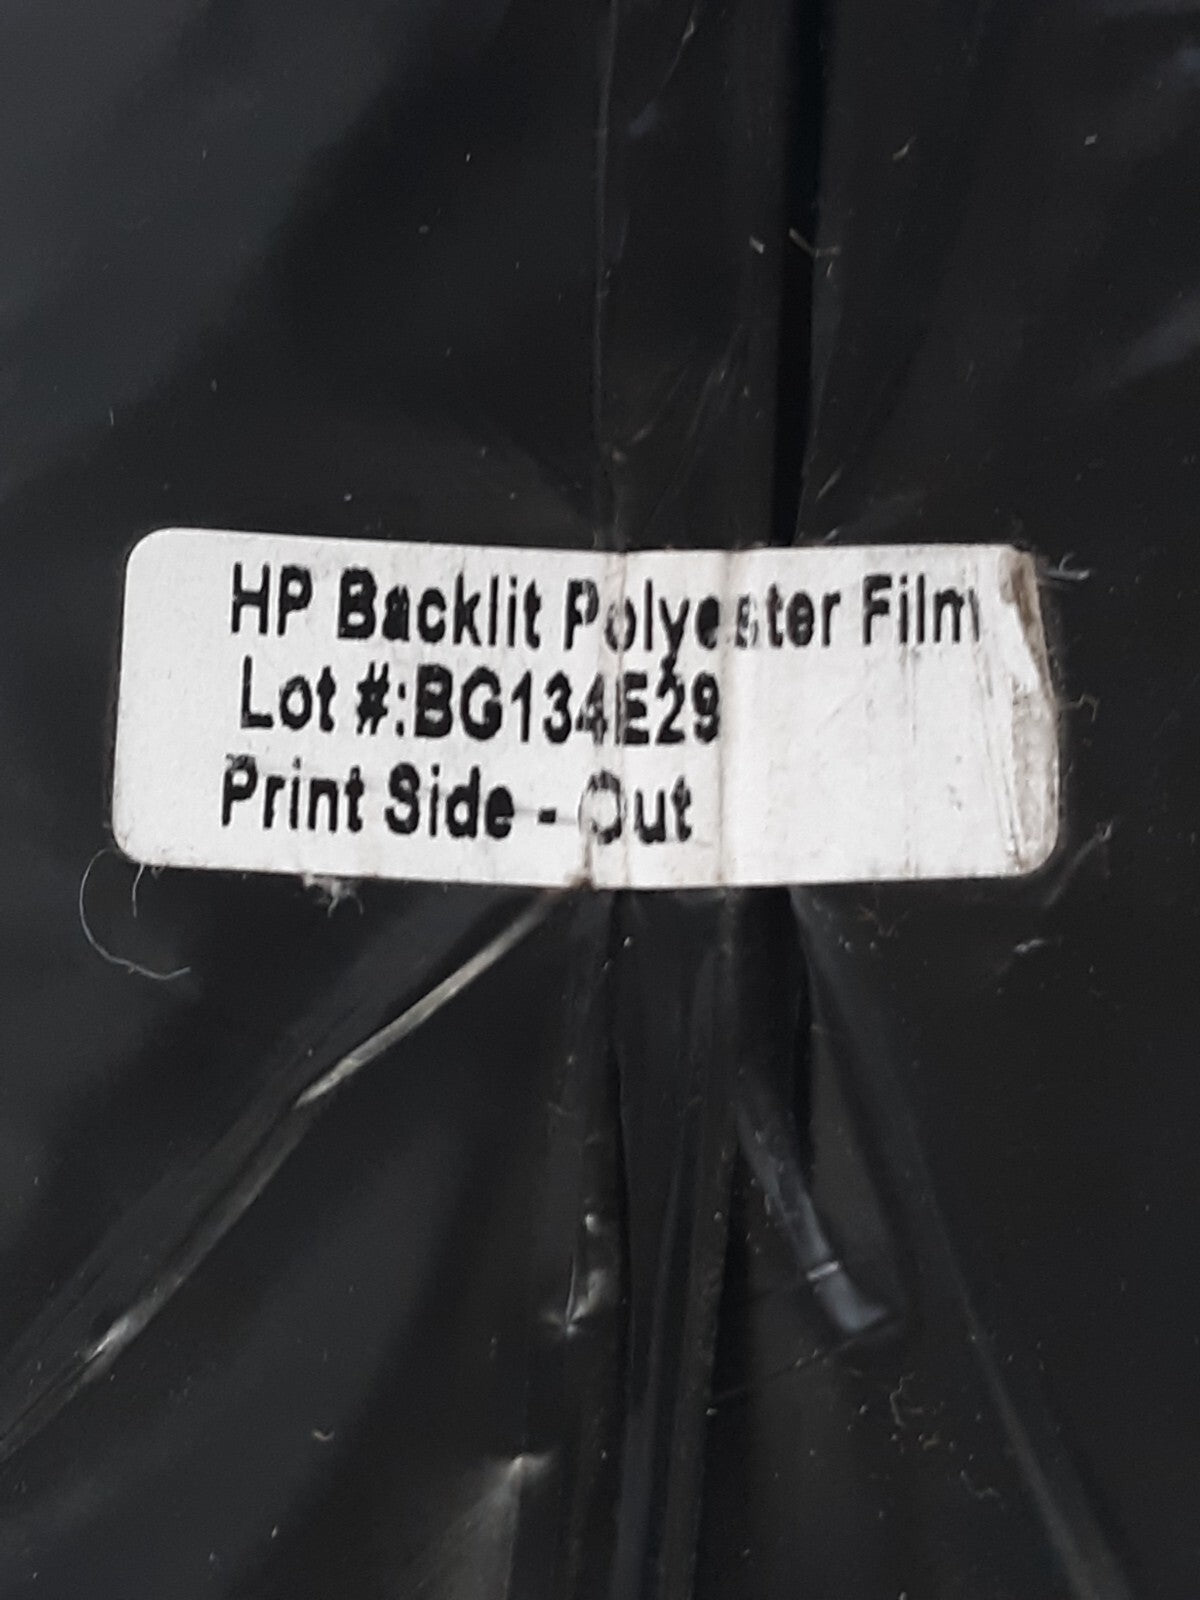 HP Backlit Polyester Film
Lot #:BG134E29
Print Side - Out